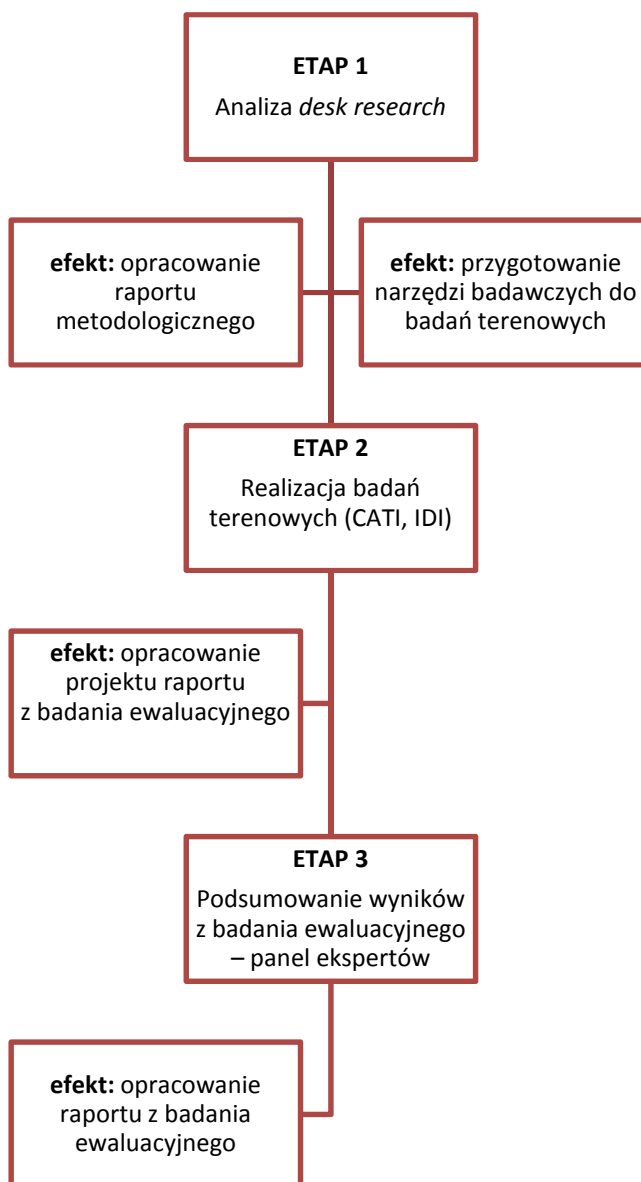 ETAP 1
Analiza desk research
efekt: opracowanie
raportu
metodologicznego
efekt: przygotowanie
narzędzi badawczych do
badań terenowych
ETAP 2
Realizacja badań
terenowych (CATI, IDI)
efekt: opracowanie
projektu raportu
z badania ewaluacyjnego
ETAP 3
Podsumowanie wyników
z badania ewaluacyjnego
– panel ekspertów
efekt: opracowanie
raportu z badania
ewaluacyjnego